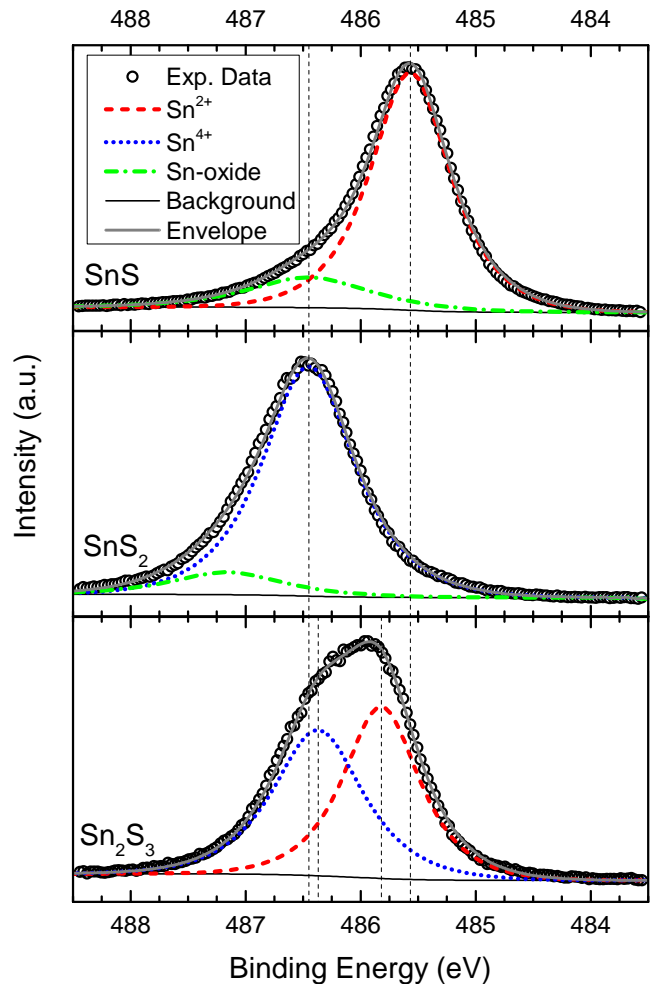 488 487 486 485 484
Exp. Data
Sn²⁺
Sn⁴⁺
Sn-oxide
Background
Envelope
SnS
SnS₂
Sn₂S₃
Intensity (a.u.)
488 487 486 485 484
Binding Energy (eV)